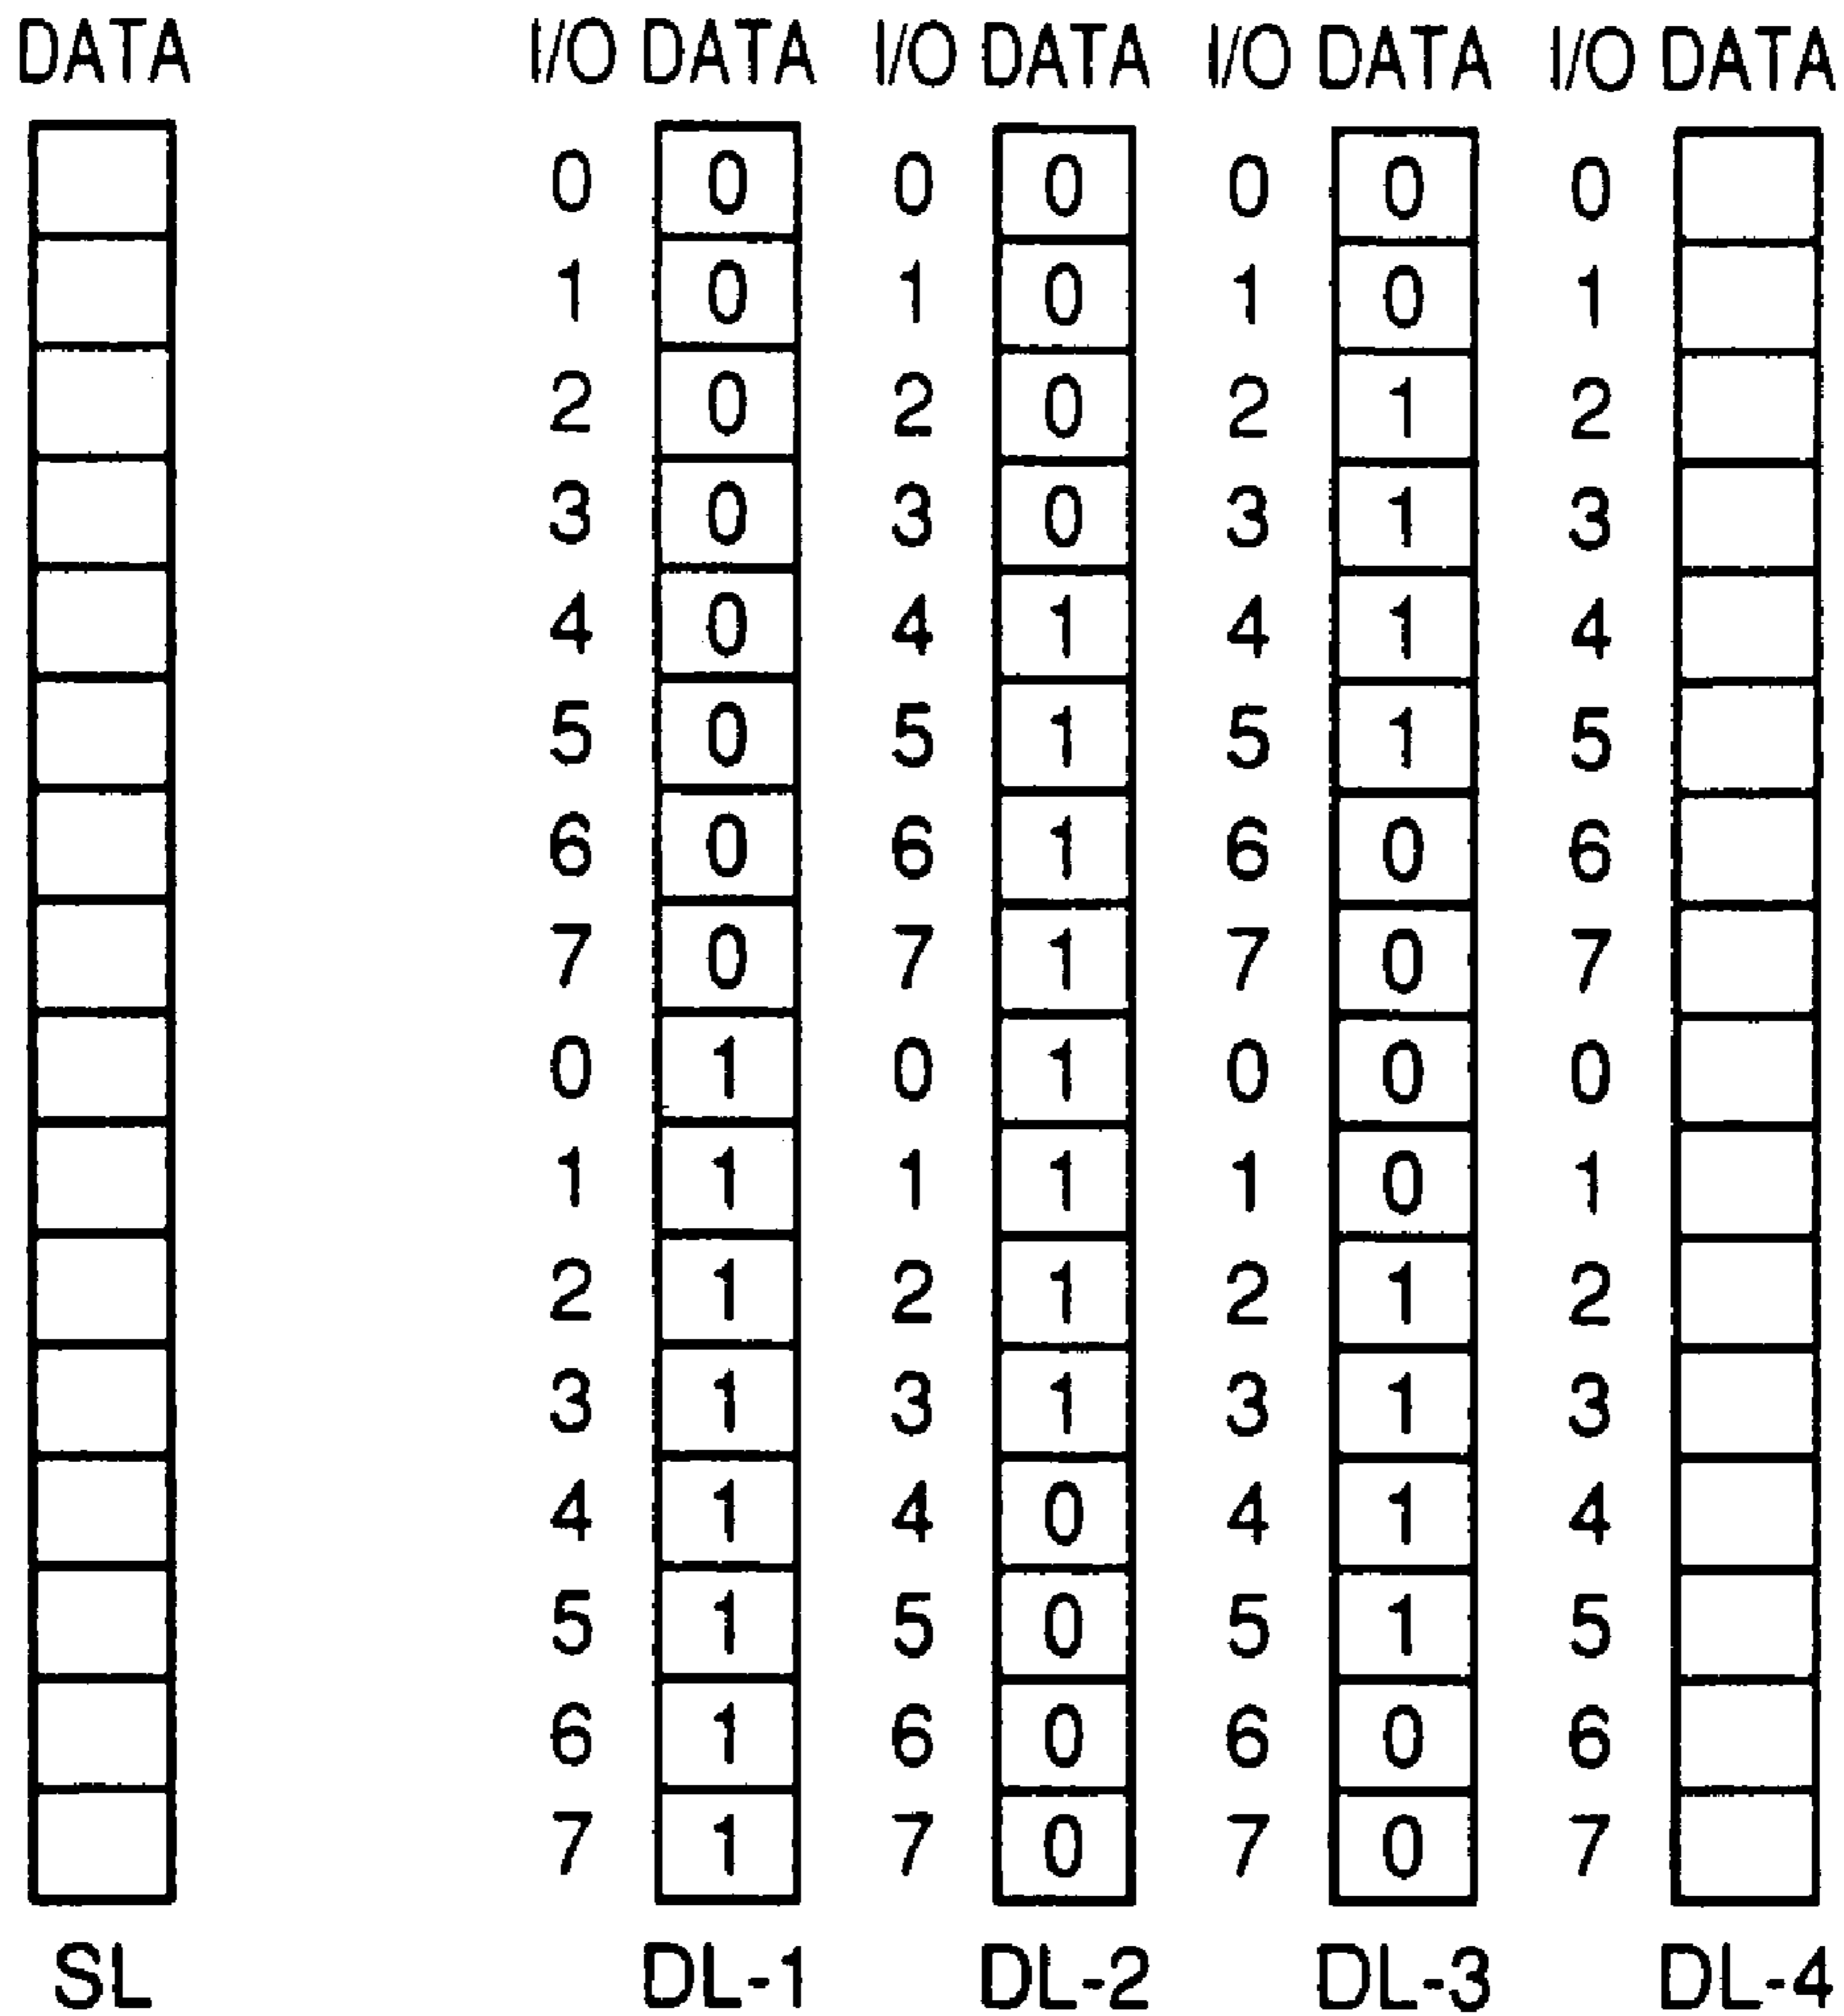 DATA I/O DATA I/O DATA I/O DATA I/O DATA
0 0 0 0 0 0 0
1 0 1 0 1 0 1
2 0 2 0 2 1 2
3 0 3 0 3 1 3
4 0 4 1 4 1 4
5 0 5 1 5 1 5
6 0 6 1 6 0 6
7 0 7 1 7 0 7
0 1 0 1 0 0 0
1 1 1 1 1 0 1
2 1 2 1 2 1 2
3 1 3 1 3 1 3
4 1 4 0 4 1 4
5 1 5 0 5 1 5
6 1 6 0 6 0 6
7 1 7 0 7 0 7
SL DL-1 DL-2 DL-3 DL-4